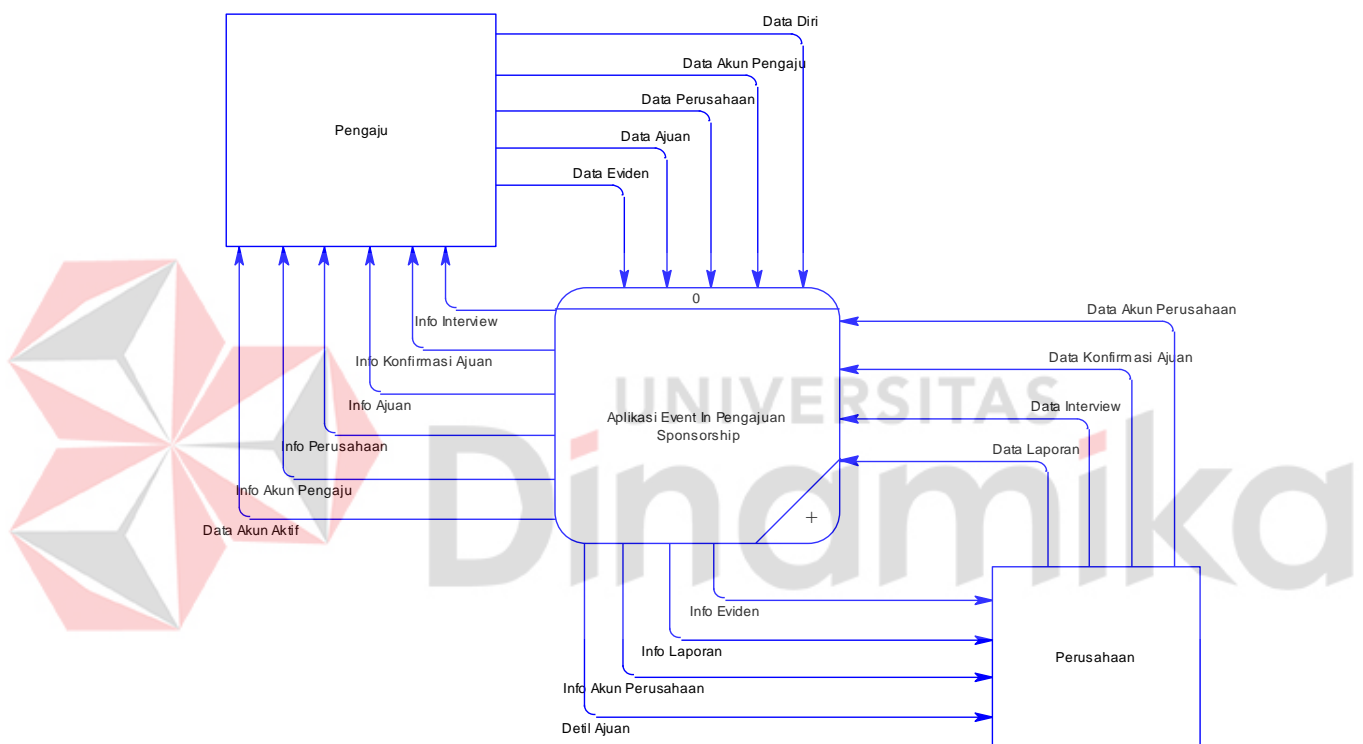 Data Diri
Data Akun Pengaju
Data Perusahaan
Pengaju
Data Ajuan
Data Eviden
0
Info Interview
Info Konfirmasi Ajuan
Info Ajuan
Info Perusahaan
Info Akun Pengaju
Data Akun Aktif
Aplikasi Event In Pengajuan
Sponsorship
+
Data Akun Perusahaan
Data Konfirmasi Ajuan
Data Interview
Data Laporan
UNIVERSITAS
Dinamika
Info Eviden
Info Laporan
Info Akun Perusahaan
Detil Ajuan
Perusahaan